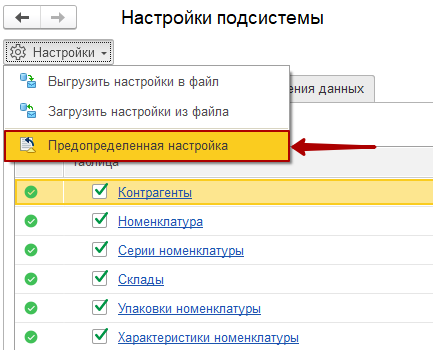 Настройки подсистемы
Настройки
Выгрузить настройки в файл
Загрузить настройки из файла
ения данных
Предопределенная настройка
Контрагенты
Номенклатура
Серии номенклатуры
Склады
Упаковки номенклатуры
Характеристики номенклатуры